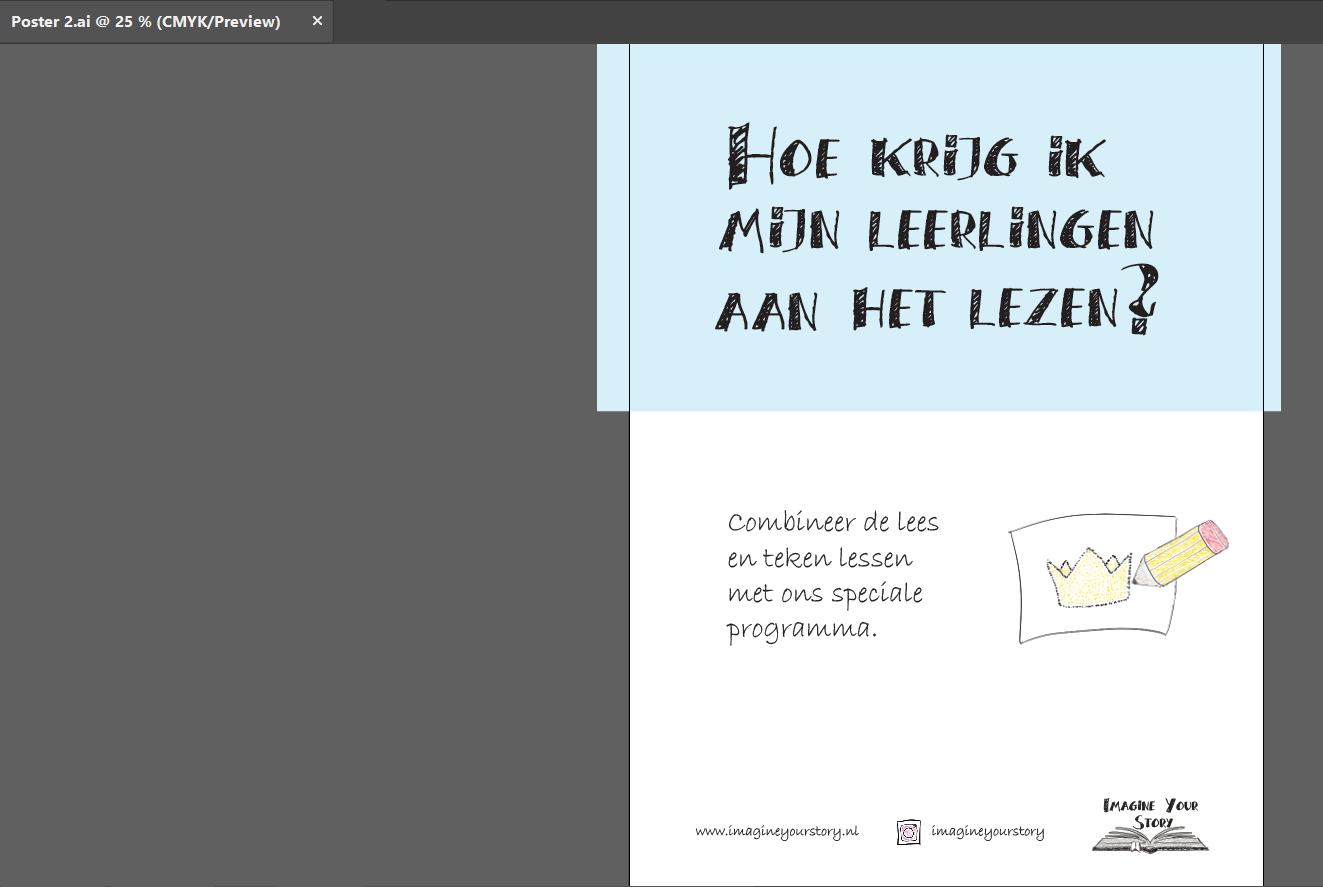 Poster 2.ai @ 25 % (CMYK/Preview) ×
Hoe krijg ik
mijn leerlingen
aan het lezen?
Combineer de lees
en teken lessen
met ons speciale
programma.
www.imagineyourstory.nl
imagineyourstory
Imagine Your
Story